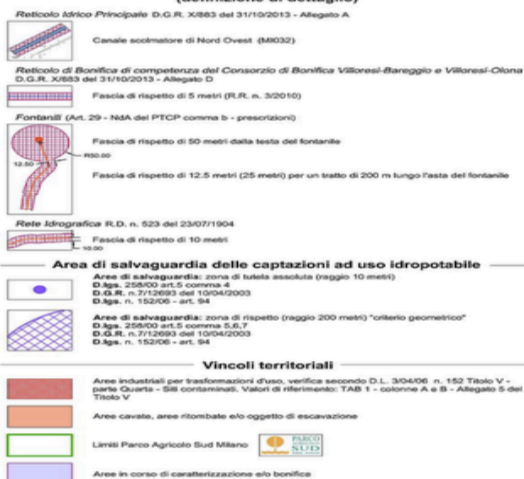 (definizione di dettaglio)
Reticolo Idrico Principale D.G.R. X/883 del 31/10/2013 - Allegato A
Canale scolmatore di Nord Ovest (MI032)
Reticolo di Bonifica di competenza del Consorzio di Bonifica Villoresi-Bareggio e Villoresi-Olona
D.G.R. X/883 del 31/10/2013 - Allegato D
Fascia di rispetto di 5 metri (R.R. n. 3/2010)
Fontanili (Art. 29 - NdA del PTCP comma b - prescrizioni)
Fascia di rispetto di 50 metri dalla testa del fontanile
R50.00
12.50
Fascia di rispetto di 12.5 metri (25 metri) per un tratto di 200 m lungo l'asta del fontanile
Rete Idrografica R.D. n. 523 del 23/07/1904
Fascia di rispetto di 10 metri
10.00
Area di salvaguardia delle captazioni ad uso idropotabile
Aree di salvaguardia: zona di tutela assoluta (raggio 10 metri)
D.lgs. 258/00 art.5 comma 4
D.G.R. n.7/12693 del 10/04/2003
D.lgs. n. 152/06 - art. 94
Aree di salvaguardia: zona di rispetto (raggio 200 metri) "criterio geometrico"
D.lgs. 258/00 art.5 comma 5,6,7
D.G.R. n.7/12693 del 10/04/2003
D.lgs. n. 152/06 - art. 94
Vincoli territoriali
Aree industriali per trasformazioni d'uso, verifica secondo D.L. 3/04/06 n. 152 Titolo V -
parte Quarta - Siti contaminati. Valori di riferimento: TAB 1 - colonne A e B - Allegato 5 del
Titolo V
Aree cavate, aree ritombate e/o oggetto di escavazione
Limiti Parco Agricolo Sud Milano
PARCO
SUD
Aree in corso di caratterizzazione e/o bonifica